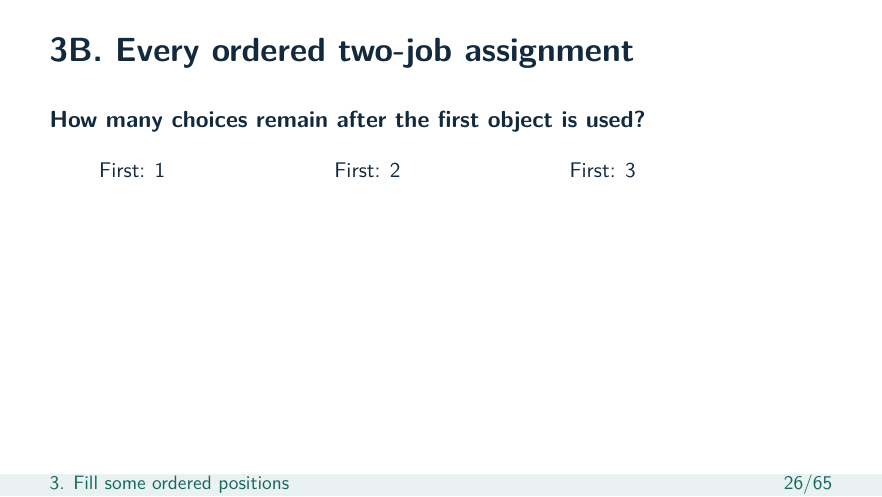 3B. Every ordered two-job assignment
How many choices remain after the first object is used?
First: 1 First: 2 First: 3
3. Fill some ordered positions 26/65